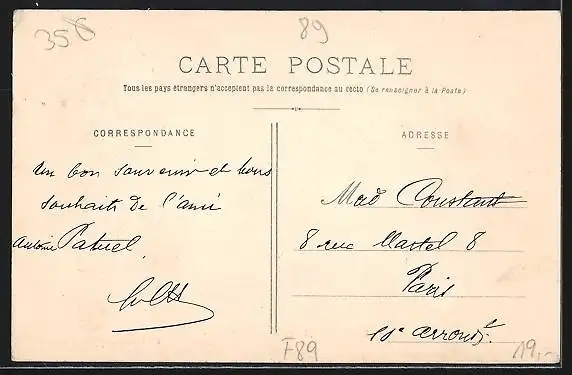 358
89
CARTE POSTALE
Tous les pays étrangers n'acceptent pas la correspondance au recto (Se renseigner à la Poste)
CORRESPONDANCE
Un bon souvenir et bons
souhaits de l'ami
Antoine Patuel
ADRESSE
Mad Constant
8 rue Martel 8
Paris
10e arrondt.
F89
19,-